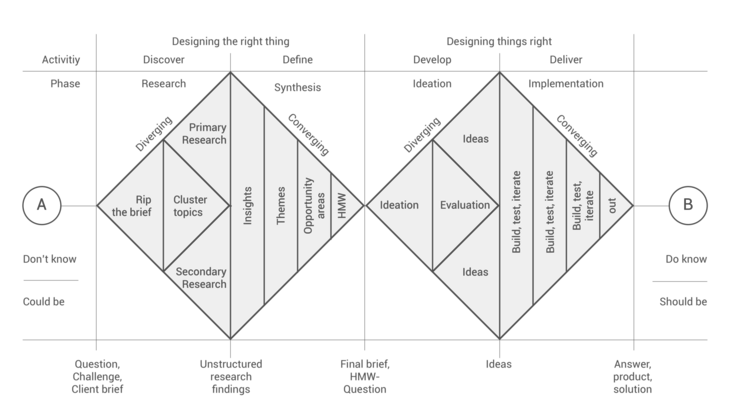 Designing the right thing
Designing things right
Activitiy
Discover
Define
Develop
Deliver
Phase
Research
Synthesis
Ideation
Implementation
Diverging
Converging
Diverging
Converging
Primary
Research
Ideas
A
Rip
the brief
Cluster
topics
Insights
Themes
Opportunity
areas
HMW
Ideation
Evaluation
Build, test, iterate
Build, test, iterate
Build, test,
iterate
out
B
Secondary
Research
Ideas
Don't know
Do know
Could be
Should be
Question,
Challenge,
Client brief
Unstructured
research
findings
Final brief,
HMW-
Question
Ideas
Answer,
product,
solution